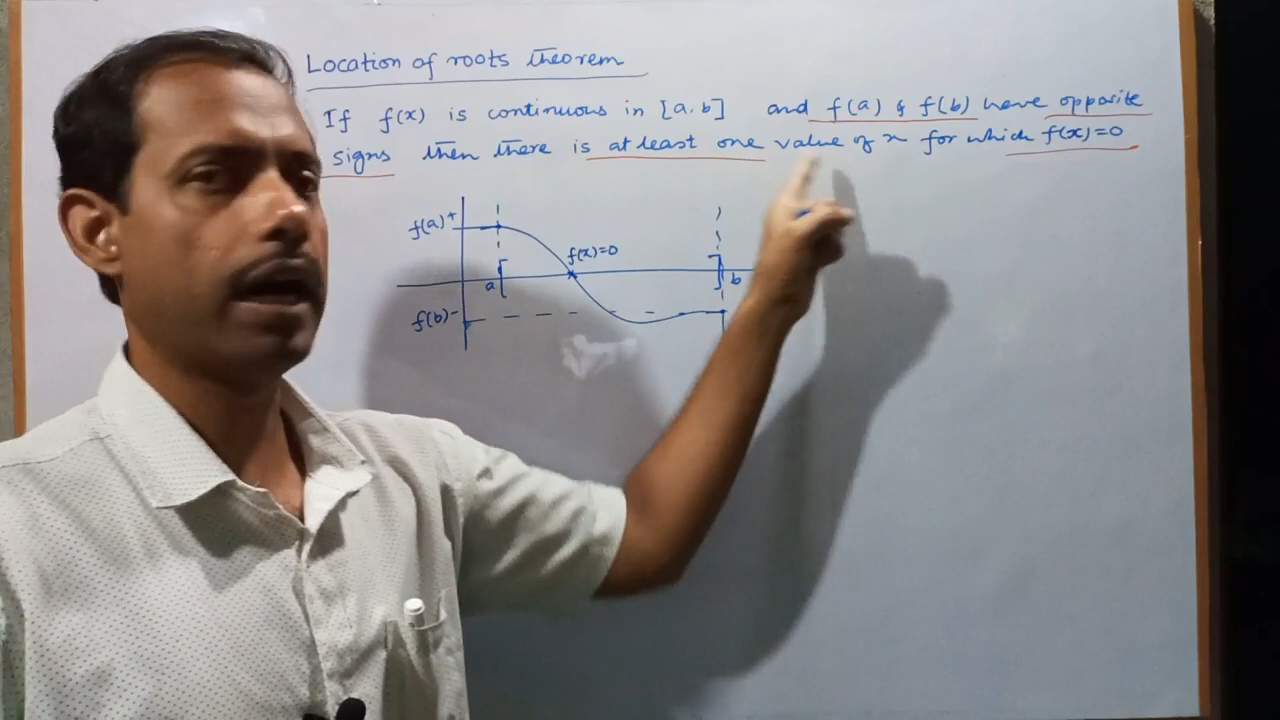 Location of roots theorem
If f(x) is continuous in [a,b] and f(a) & f(b) have opposite
signs then there is at least one value of x for which f(x)=0
f(a)+
f(x)=0
a
b
f(b)-